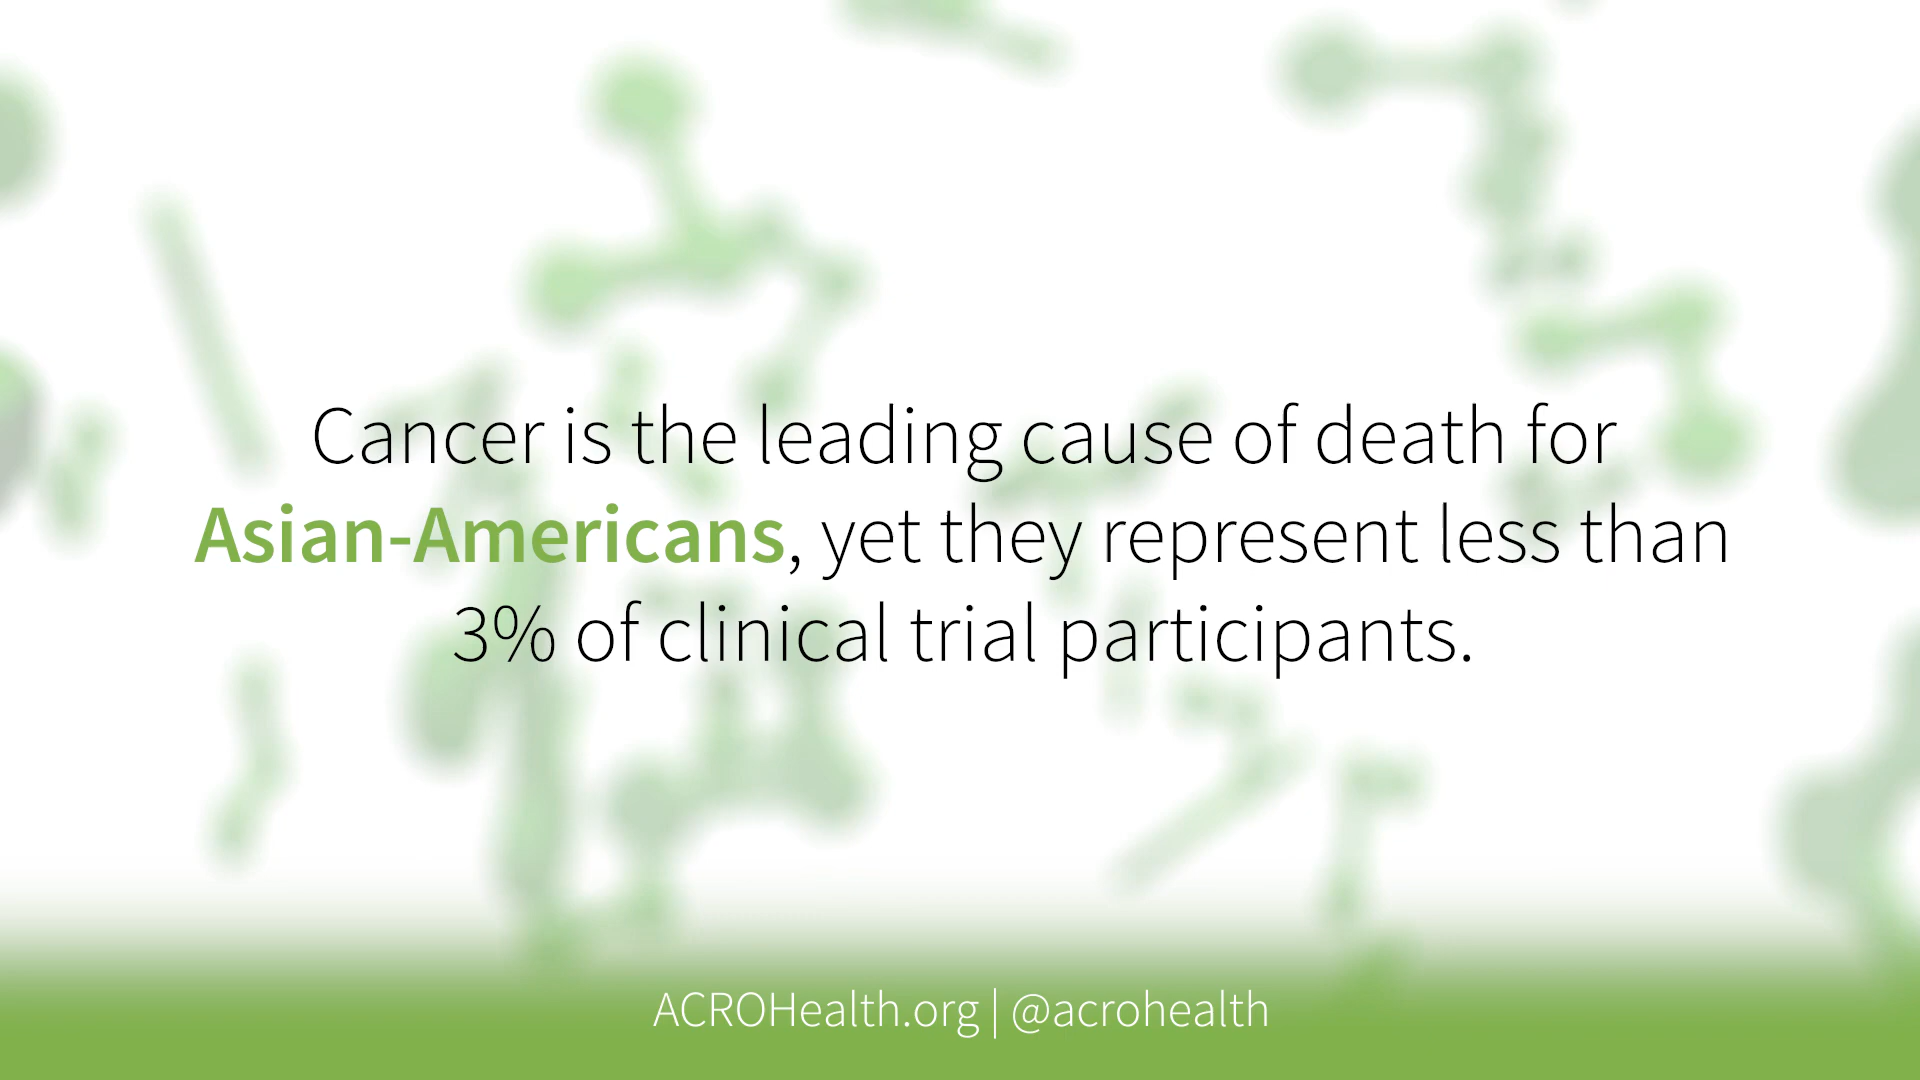 Cancer is the leading cause of death for
Asian-Americans, yet they represent less than
3% of clinical trial participants.
ACROHealth.org | @acrohealth